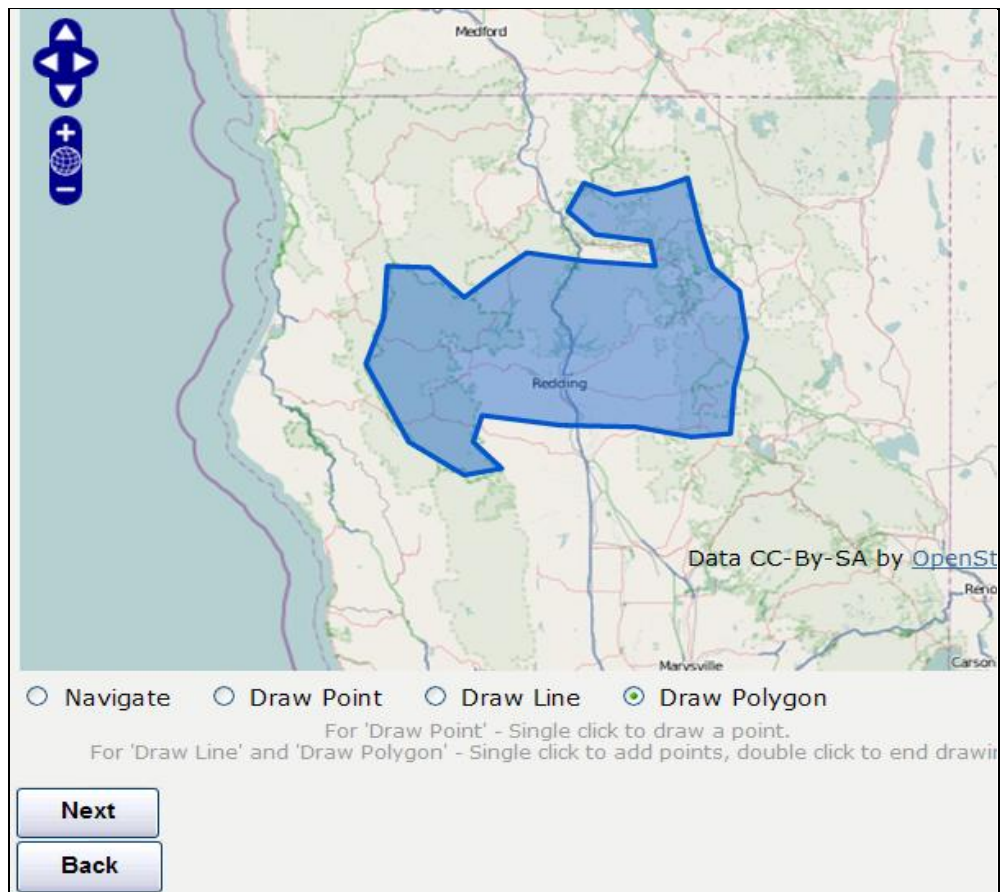 Medford
Redding
Data CC-By-SA by OpenSt
Reno
Marysville
Carson
Navigate Draw Point Draw Line Draw Polygon
For 'Draw Point' - Single click to draw a point.
For 'Draw Line' and 'Draw Polygon' - Single click to add points, double click to end drawin
Next
Back